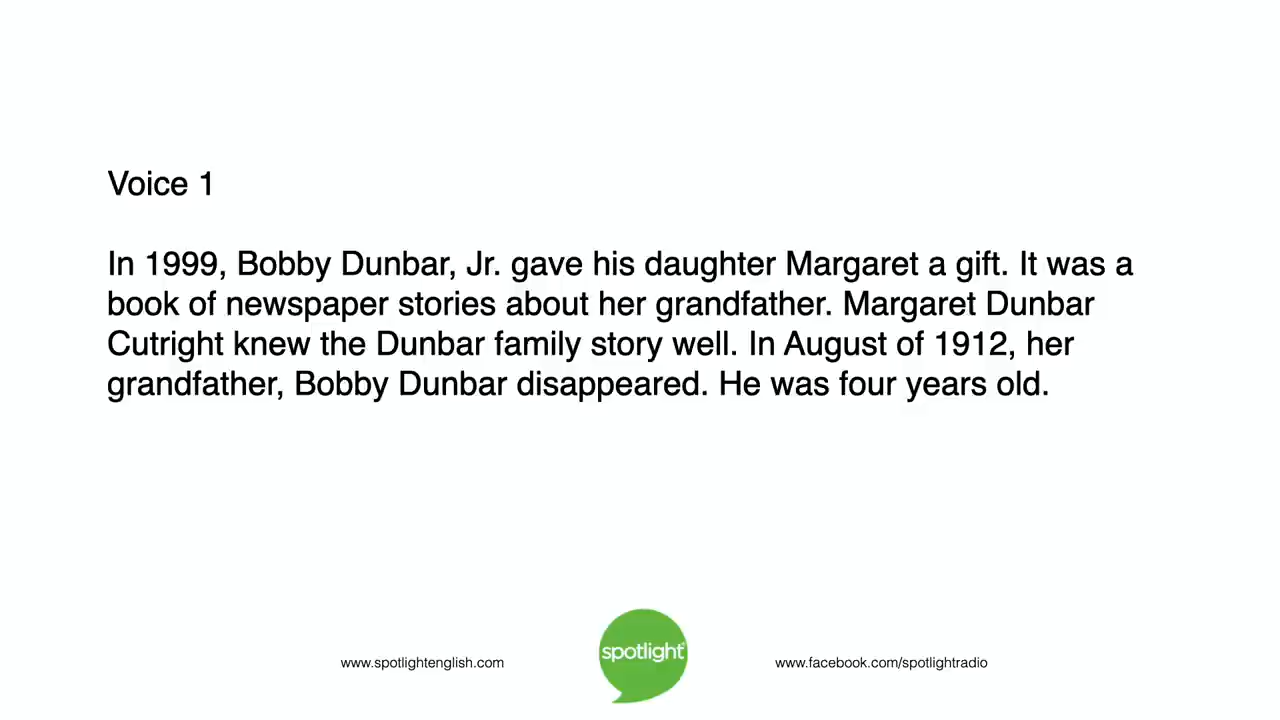 Voice 1
In 1999, Bobby Dunbar, Jr. gave his daughter Margaret a gift. It was a
book of newspaper stories about her grandfather. Margaret Dunbar
Cutright knew the Dunbar family story well. In August of 1912, her
grandfather, Bobby Dunbar disappeared. He was four years old.
www.spotlightenglish.com
spotlight
www.facebook.com/spotlightradio